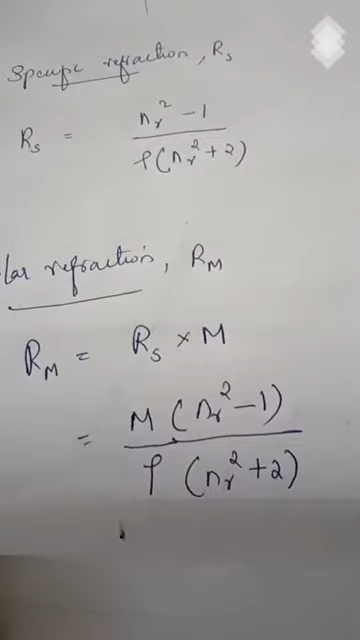 Specific refraction, Rs
Rs = nr² - 1 / ρ(nr² + 2)
lar refraction, RM
RM = Rs × M
= M (nr² - 1) / ρ (nr² + 2)